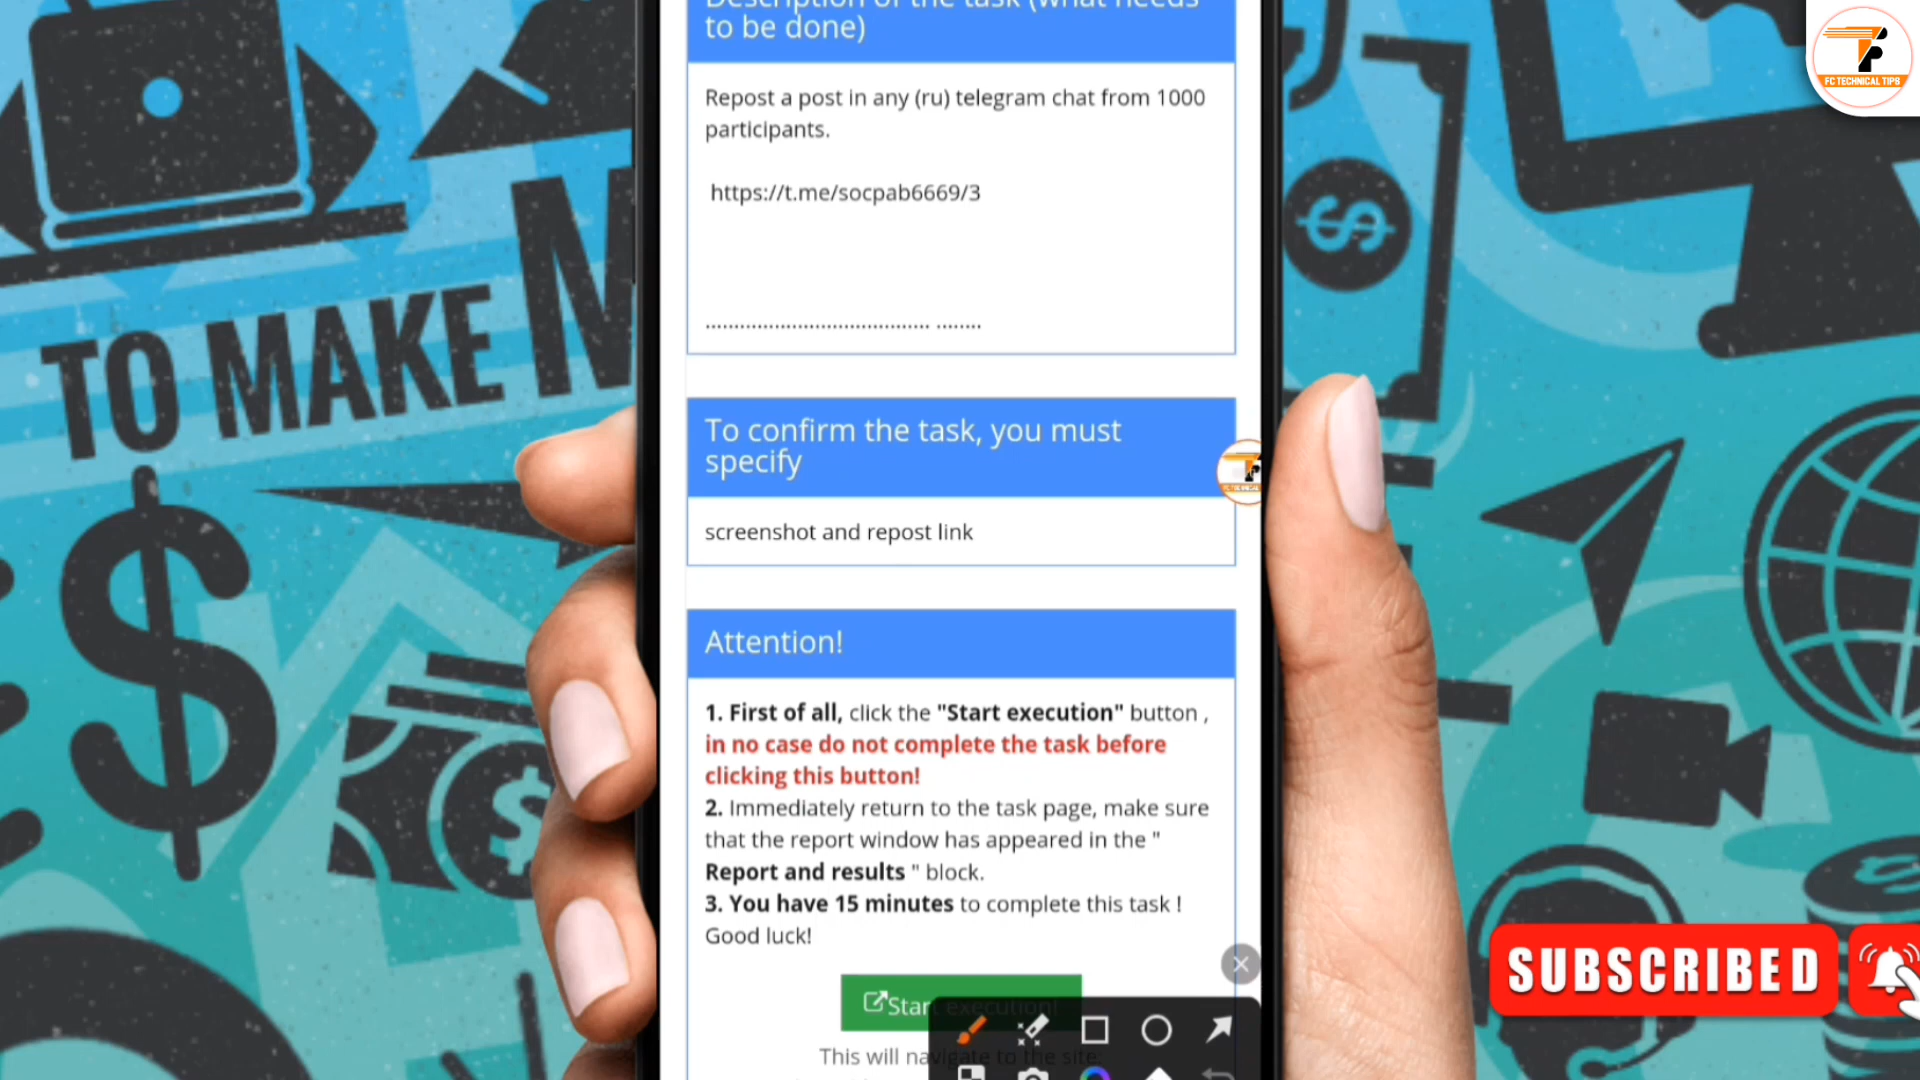 Description of the task (what needs
to be done)
Repost a post in any (ru) telegram chat from 1000
participants.
https://t.me/socpab6669/3
....................................... ........
To confirm the task, you must
specify
screenshot and repost link
Attention!
1. First of all, click the "Start execution" button ,
in no case do not complete the task before
clicking this button!
2. Immediately return to the task page, make sure
that the report window has appeared in the "
Report and results " block.
3. You have 15 minutes to complete this task !
Good luck!
Start execution!
This will navigate to the site:
TO MAKE M
FC TECHNICAL TIPS
SUBSCRIBED